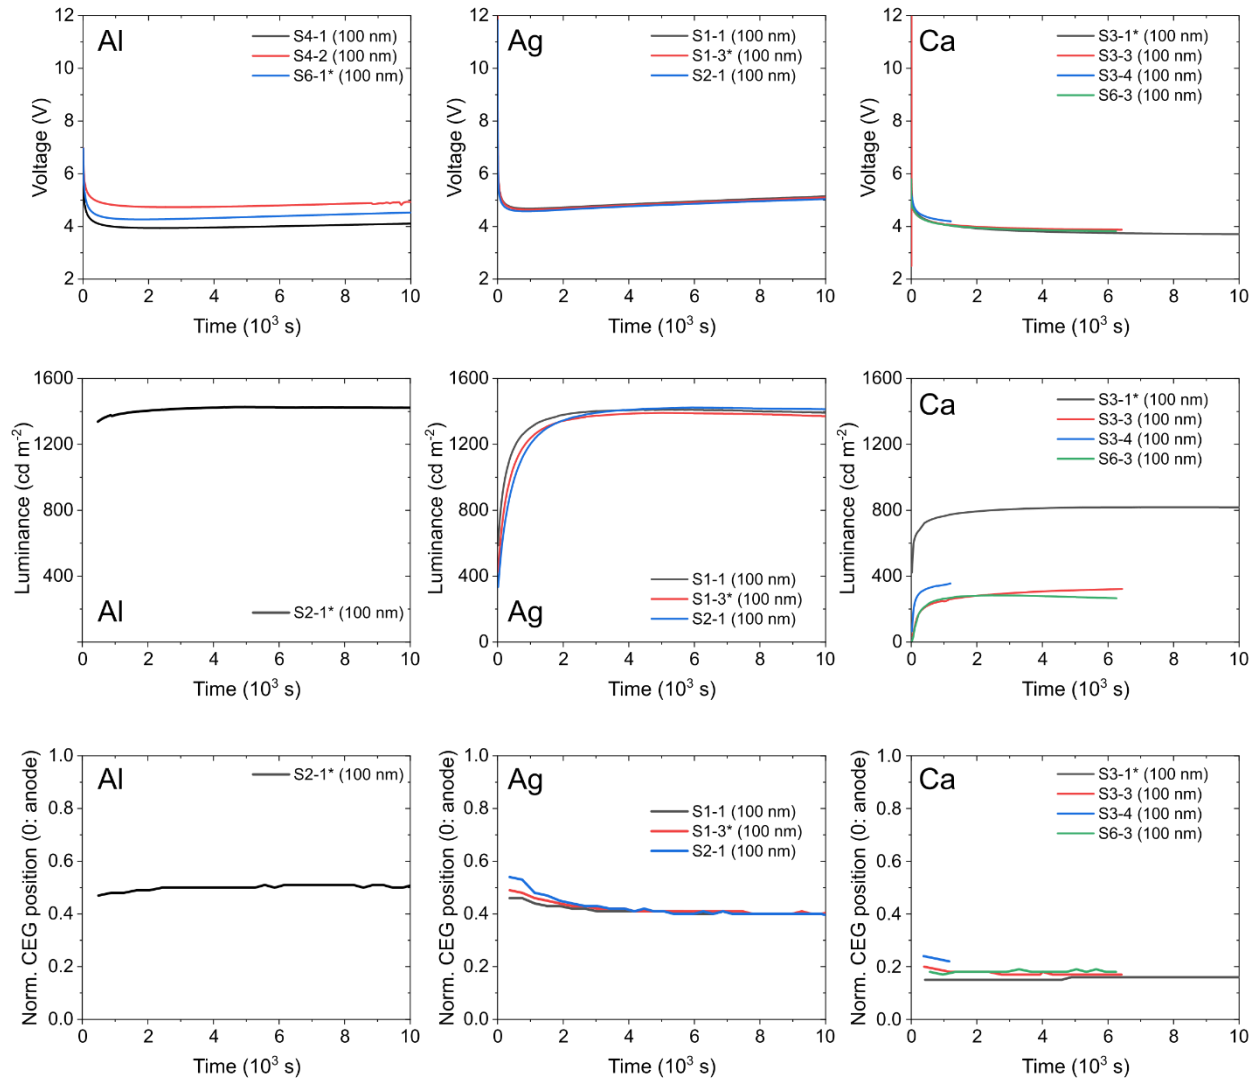 Al
S4-1 (100 nm)
S4-2 (100 nm)
S6-1* (100 nm)
Voltage (V)
12
10
8
6
4
2
0 2 4 6 8 10
Time (10³ s)
Ag
S1-1 (100 nm)
S1-3* (100 nm)
S2-1 (100 nm)
Voltage (V)
12
10
8
6
4
2
0 2 4 6 8 10
Time (10³ s)
Ca
S3-1* (100 nm)
S3-3 (100 nm)
S3-4 (100 nm)
S6-3 (100 nm)
Voltage (V)
12
10
8
6
4
2
0 2 4 6 8 10
Time (10³ s)
Luminance (cd m⁻²)
1600
1200
800
400
0
S2-1* (100 nm)
Al
0 2 4 6 8 10
Time (10³ s)
Luminance (cd m⁻²)
1600
1200
800
400
0
S1-1 (100 nm)
S1-3* (100 nm)
S2-1 (100 nm)
Ag
0 2 4 6 8 10
Time (10³ s)
Ca
S3-1* (100 nm)
S3-3 (100 nm)
S3-4 (100 nm)
S6-3 (100 nm)
Luminance (cd m⁻²)
1600
1200
800
400
0
0 2 4 6 8 10
Time (10³ s)
Al
S2-1* (100 nm)
Norm. CEG position (0: anode)
1.0
0.8
0.6
0.4
0.2
0.0
0 2 4 6 8 10
Time (10³ s)
Ag
S1-1 (100 nm)
S1-3* (100 nm)
S2-1 (100 nm)
Norm. CEG position (0: anode)
1.0
0.8
0.6
0.4
0.2
0.0
0 2 4 6 8 10
Time (10³ s)
Ca
S3-1* (100 nm)
S3-3 (100 nm)
S3-4 (100 nm)
S6-3 (100 nm)
Norm. CEG position (0: anode)
1.0
0.8
0.6
0.4
0.2
0.0
0 2 4 6 8 10
Time (10³ s)